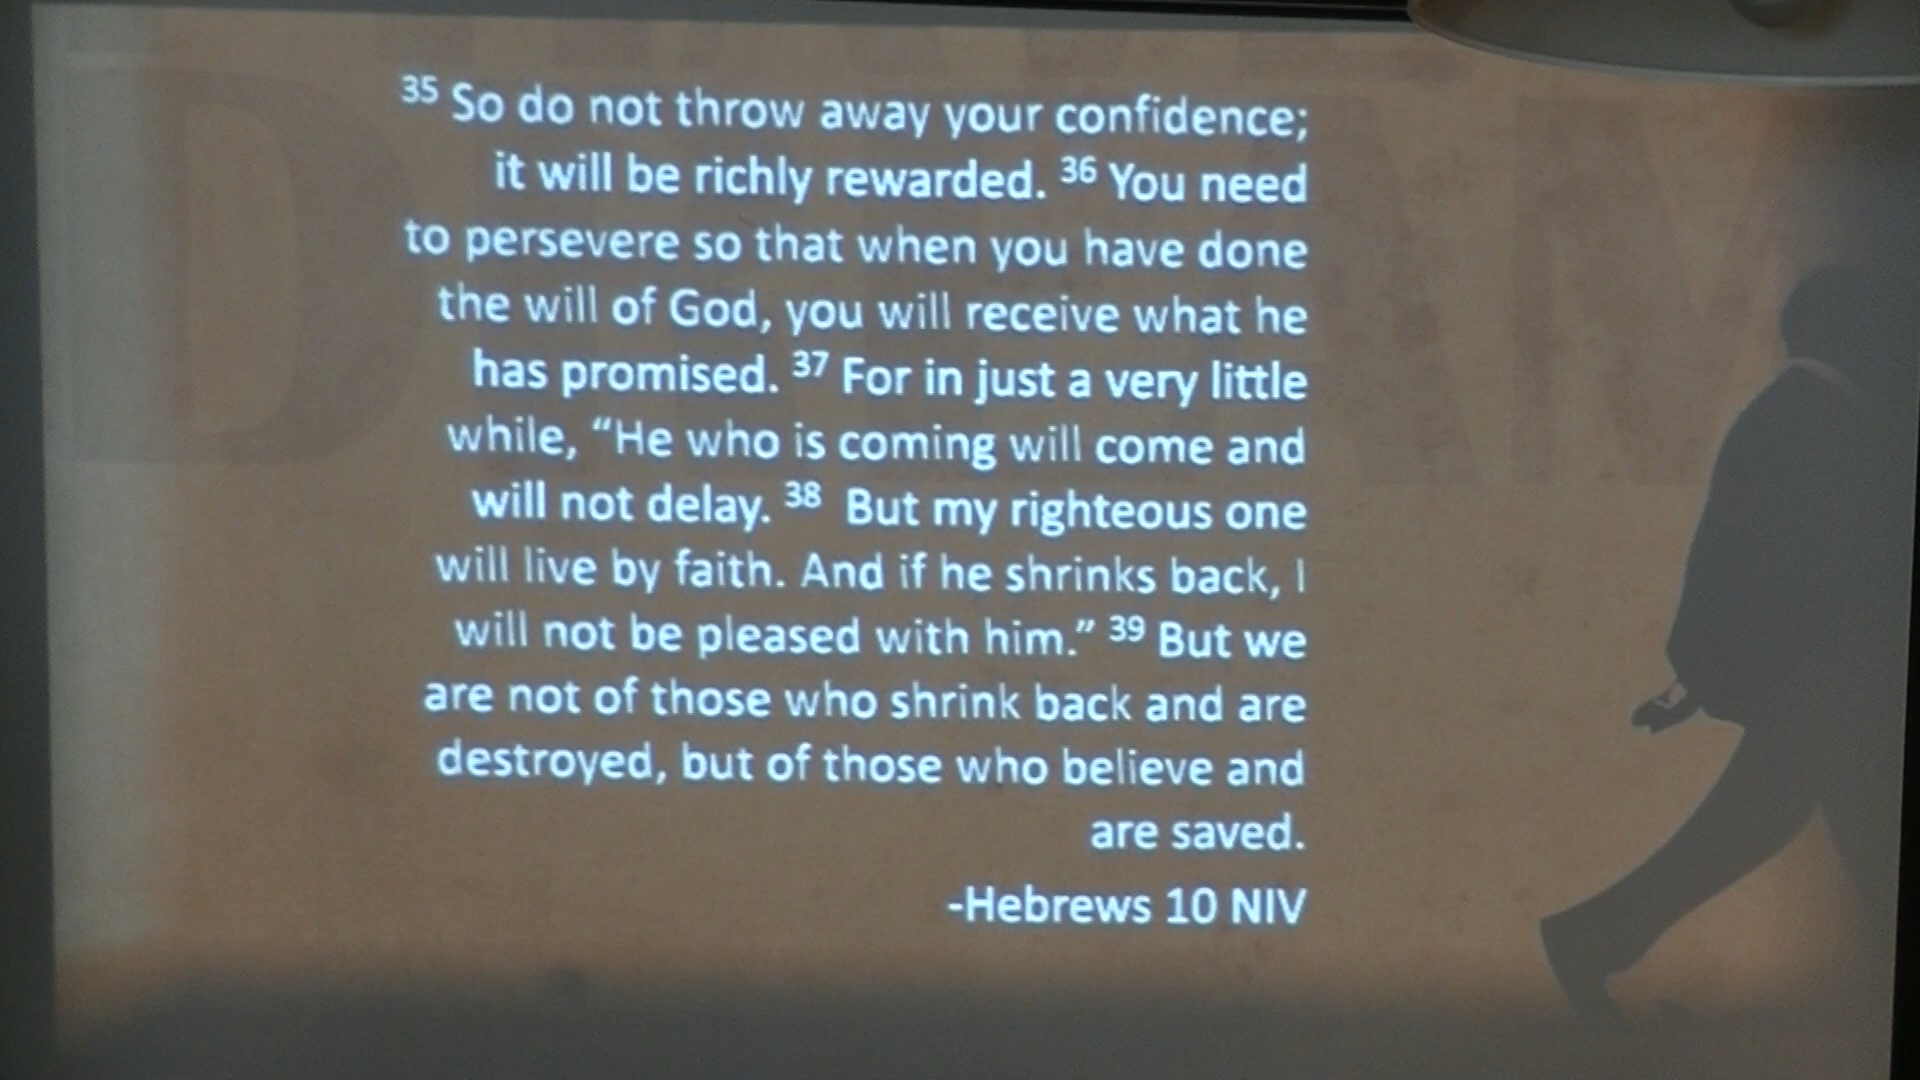 35 So do not throw away your confidence;
it will be richly rewarded. 36 You need
to persevere so that when you have done
the will of God, you will receive what he
has promised. 37 For in just a very little
while, “He who is coming will come and
will not delay. 38 But my righteous one
will live by faith. And if he shrinks back, I
will not be pleased with him.” 39 But we
are not of those who shrink back and are
destroyed, but of those who believe and
are saved.
-Hebrews 10 NIV